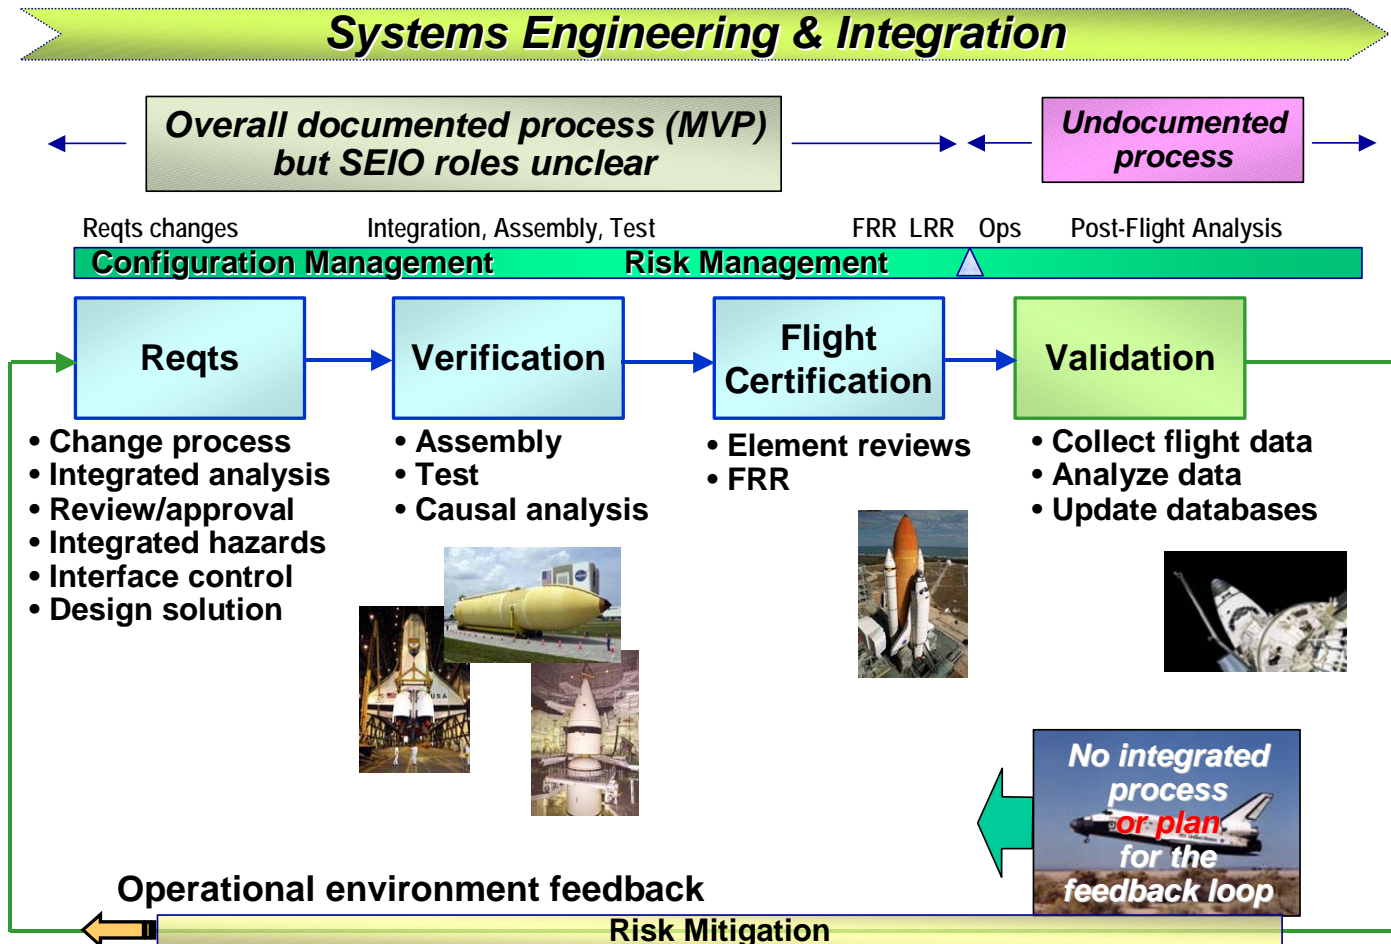 Systems Engineering & Integration
Overall documented process (MVP)
but SEIO roles unclear
Undocumented
process
Reqts changes
Integration, Assembly, Test
FRR LRR Ops
Post-Flight Analysis
Configuration Management
Risk Management
Reqts
Verification
Flight
Certification
Validation
• Change process
• Integrated analysis
• Review/approval
• Integrated hazards
• Interface control
• Design solution
• Assembly
• Test
• Causal analysis
• Element reviews
• FRR
• Collect flight data
• Analyze data
• Update databases
USA
No integrated
process
or plan
for the
feedback loop
Operational environment feedback
Risk Mitigation